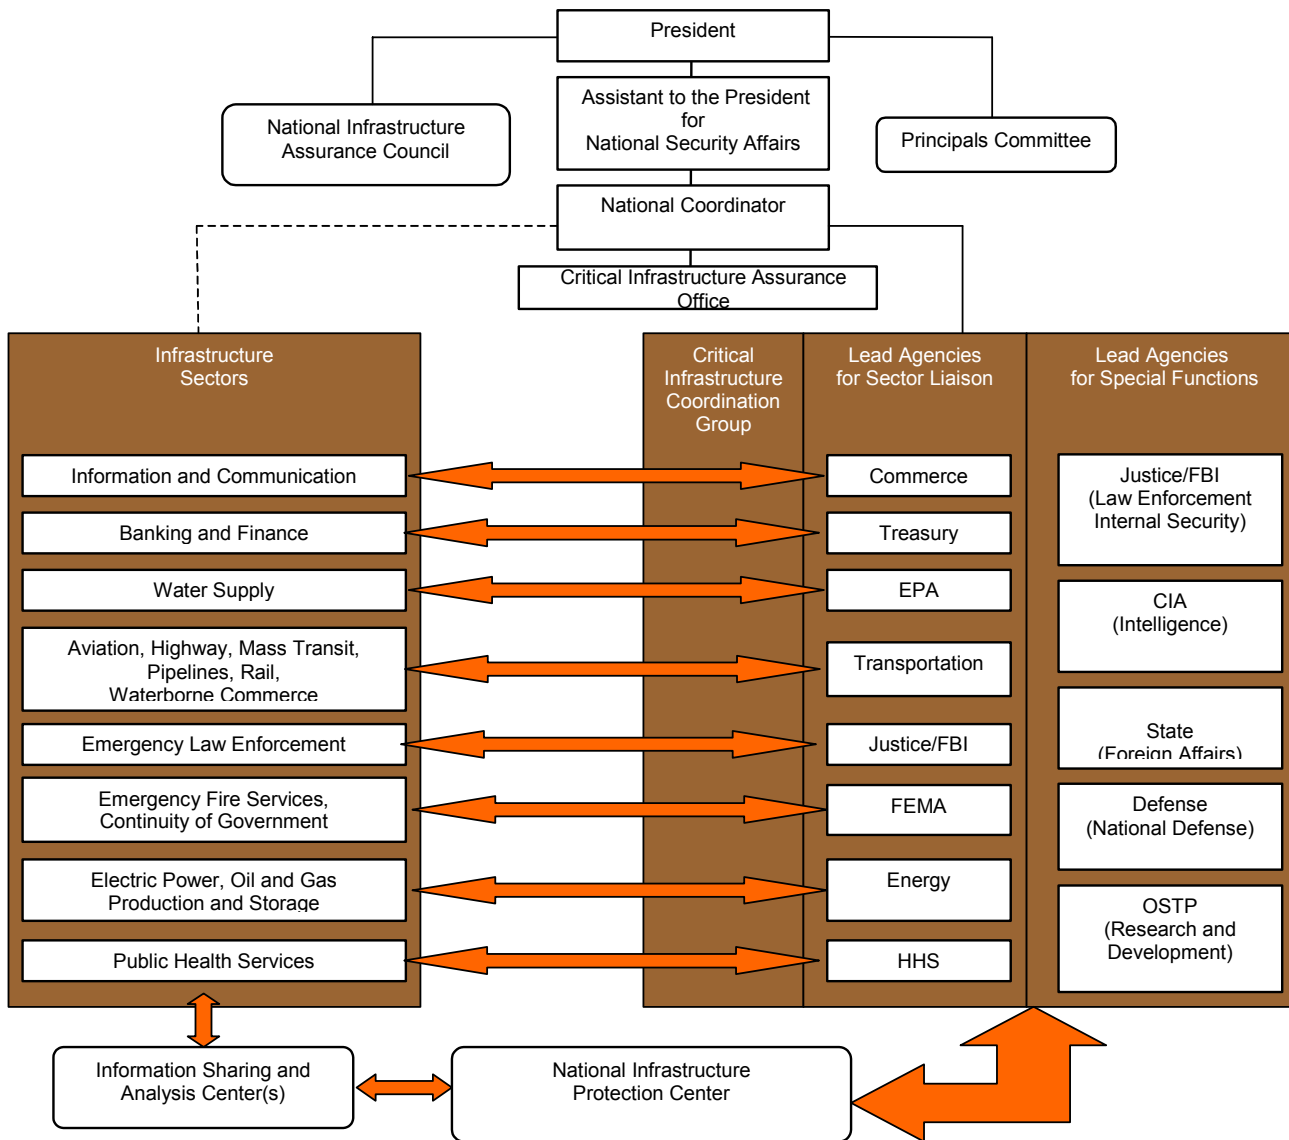 President
Assistant to the President
for
National Security Affairs
National Infrastructure
Assurance Council
Principals Committee
National Coordinator
Critical Infrastructure Assurance
Office
Infrastructure
Sectors
Critical
Infrastructure
Coordination
Group
Lead Agencies
for Sector Liaison
Lead Agencies
for Special Functions
Information and Communication
Commerce
Banking and Finance
Treasury
Water Supply
EPA
Aviation, Highway, Mass Transit,
Pipelines, Rail,
Waterborne Commerce
Transportation
Emergency Law Enforcement
Justice/FBI
Emergency Fire Services,
Continuity of Government
FEMA
Electric Power, Oil and Gas
Production and Storage
Energy
Public Health Services
HHS
Justice/FBI
(Law Enforcement
Internal Security)
CIA
(Intelligence)
State
(Foreign Affairs)
Defense
(National Defense)
OSTP
(Research and
Development)
Information Sharing and
Analysis Center(s)
National Infrastructure
Protection Center